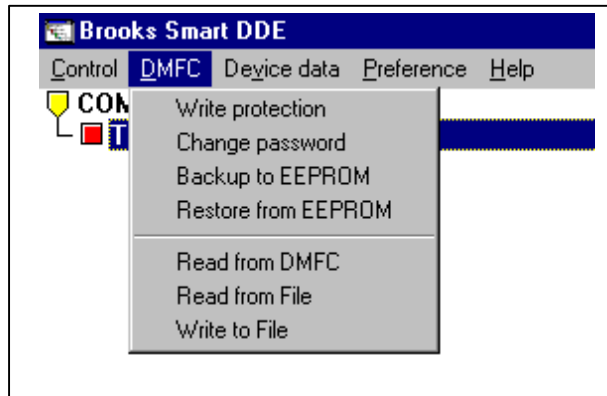 Brooks Smart DDE
Control DMFC Device data Preference Help
Write protection
Change password
Backup to EEPROM
Restore from EEPROM
Read from DMFC
Read from File
Write to File